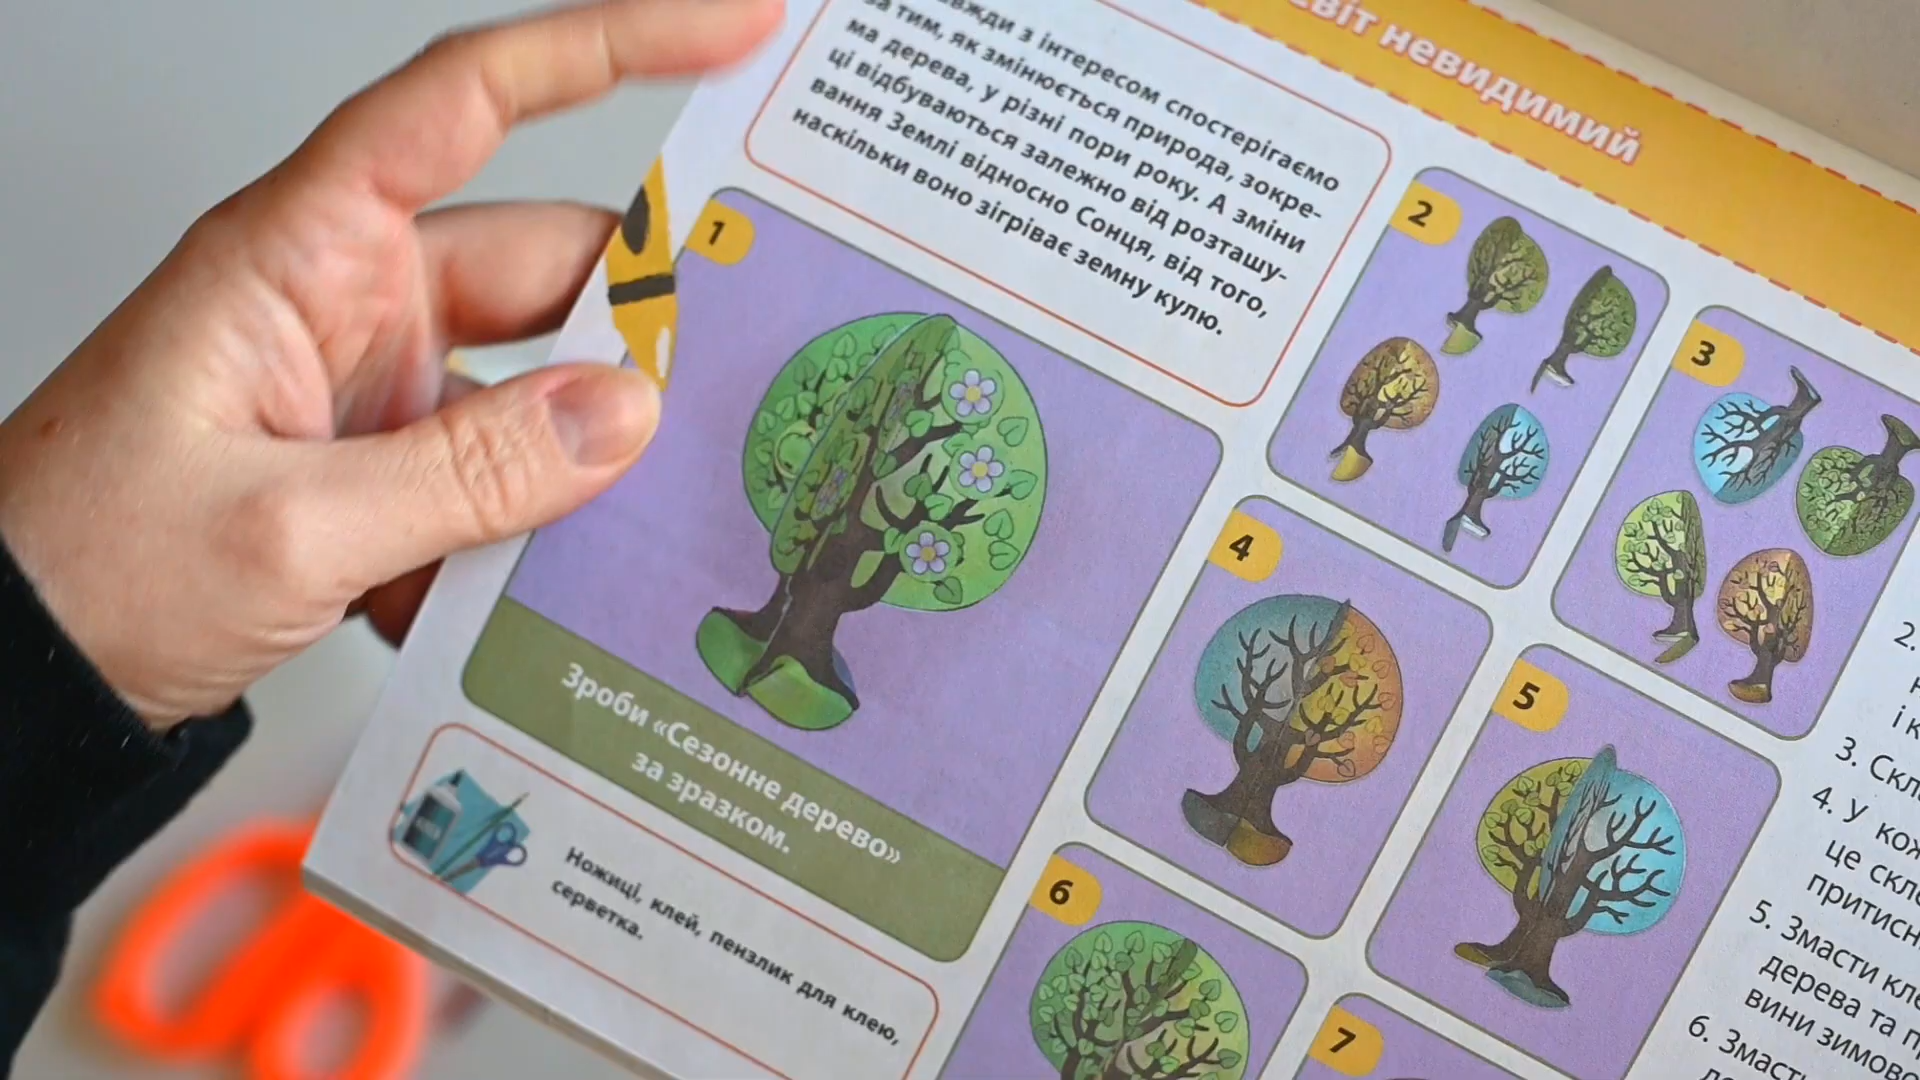 світ невидимий
з інтересом спостерігаємо
за тим, як змінюється природа, зокре-
ма дерева, у різні пори року. А зміни
ці відбуваються залежно від розташу-
вання Землі відносно Сонця, від того,
наскільки воно зігріває земну кулю.
1
Зроби «Сезонне дерево»
за зразком.
Ножиці, клей, пензлик для клею,
серветка.
2
3
4
5
6
7
2.
і к
3. Скл
4. У кож
це скл
притисн
5. Змасти кле
дерева та п
вини зимово
6. Змаст